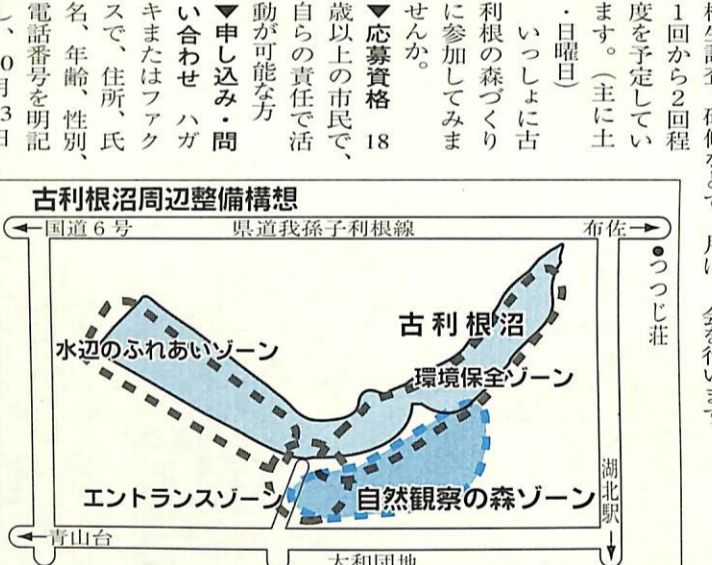 1回から2回程
度を予定してい
ます。（主に土
・日曜日）
いっしょに古
利根の森づくり
に参加してみま
せんか。
▼応募資格　18
歳以上の市民で、
自らの責任で活
動が可能な方
▼申し込み・問
い合わせ　ハガ
キまたはファク
スで、住所、氏
名、年齢、性別、
電話番号を明記
古利根沼周辺整備構想
国道6号
県道我孫子利根線
布佐
つつじ荘
古利根沼
水辺のふれあいゾーン
環境保全ゾーン
エントランスゾーン
自然観察の森ゾーン
湖北駅
青山台
大和団地